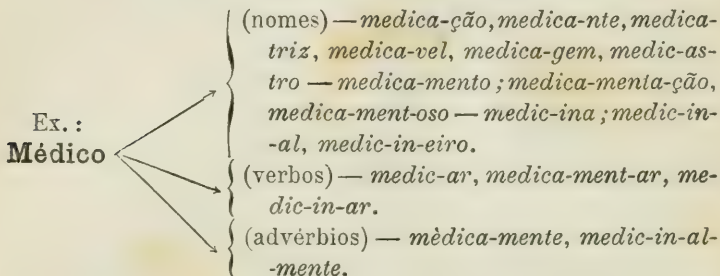 (nomes) — medica-ção, medica-nte, medica-
triz, medica-vel, medica-gem, medic-as-
tro — medica-mento; medica-menta-ção,
medica-ment-oso — medic-ina; medic-in-
-al, medic-in-eiro.
Ex.:
Médico
(verbos) — medic-ar, medica-ment-ar, me-
dic-in-ar.
(advérbios) — mèdica-mente, medic-in-al-
-mente.